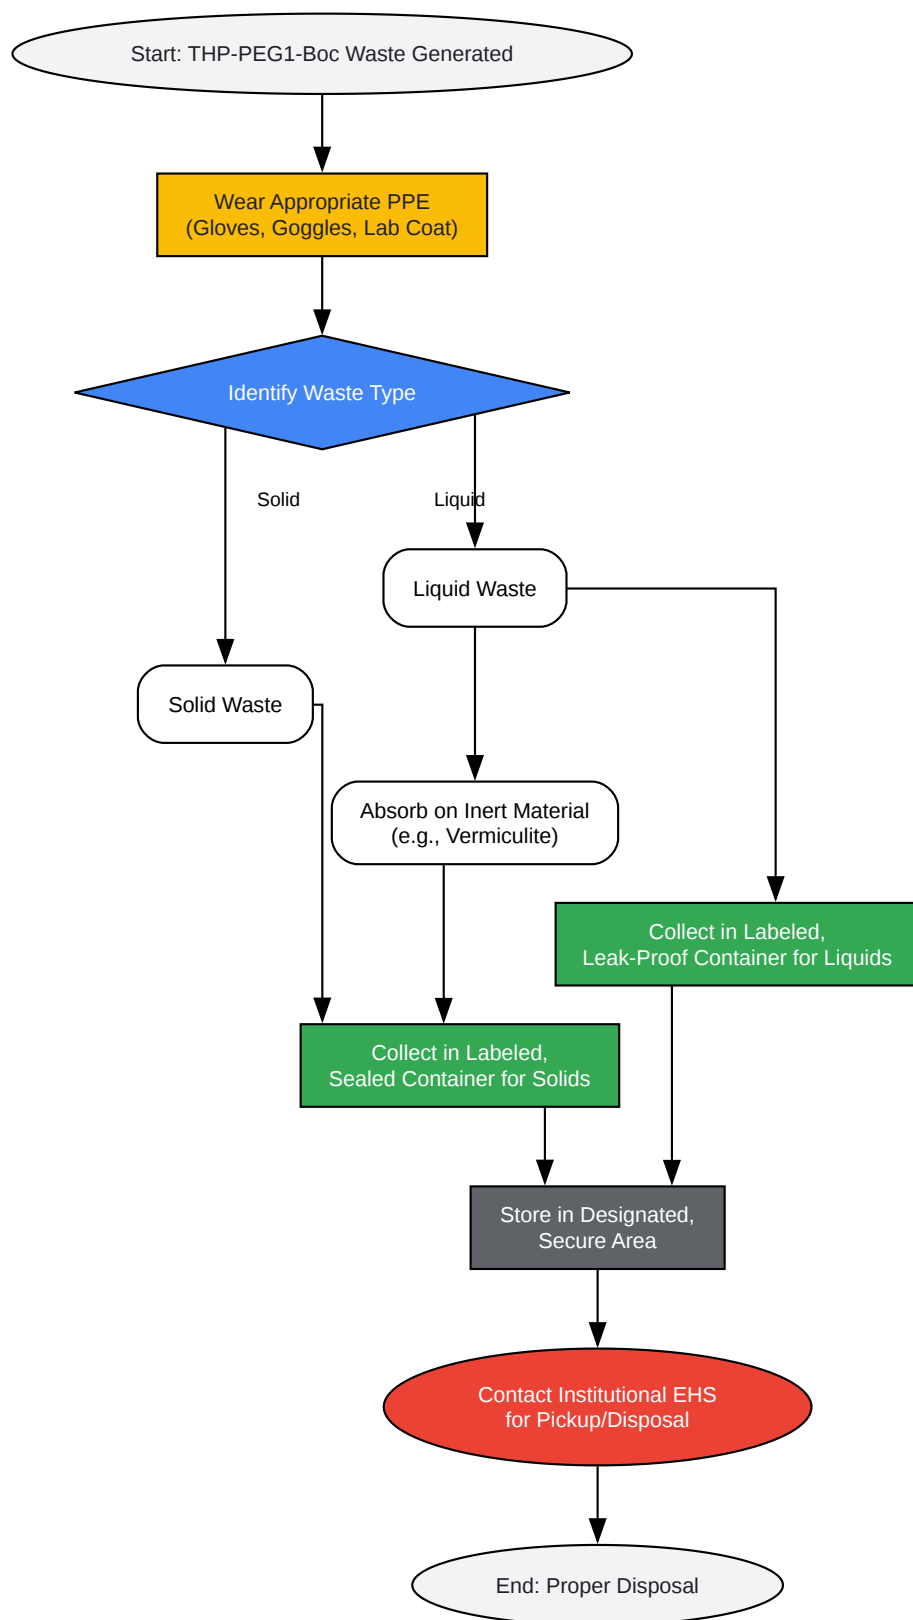 Start: THP-PEG1-Boc Waste Generated
Wear Appropriate PPE
(Gloves, Goggles, Lab Coat)
Identify Waste Type
Solid
Liquid
Liquid Waste
Solid Waste
Absorb on Inert Material
(e.g., Vermiculite)
Collect in Labeled,
Leak-Proof Container for Liquids
Collect in Labeled,
Sealed Container for Solids
Store in Designated,
Secure Area
Contact Institutional EHS
for Pickup/Disposal
End: Proper Disposal